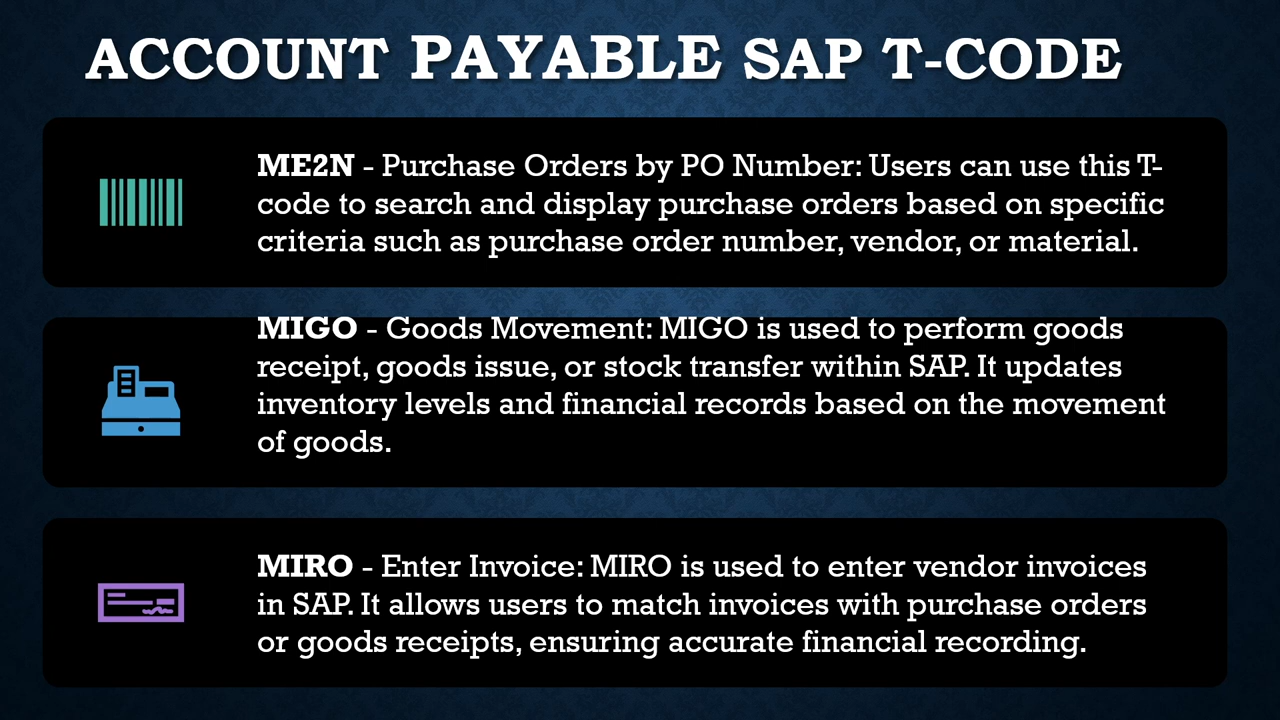 ACCOUNT PAYABLE SAP T-CODE
ME2N - Purchase Orders by PO Number: Users can use this T-
code to search and display purchase orders based on specific
criteria such as purchase order number, vendor, or material.
MIGO - Goods Movement: MIGO is used to perform goods
receipt, goods issue, or stock transfer within SAP. It updates
inventory levels and financial records based on the movement
of goods.
MIRO - Enter Invoice: MIRO is used to enter vendor invoices
in SAP. It allows users to match invoices with purchase orders
or goods receipts, ensuring accurate financial recording.